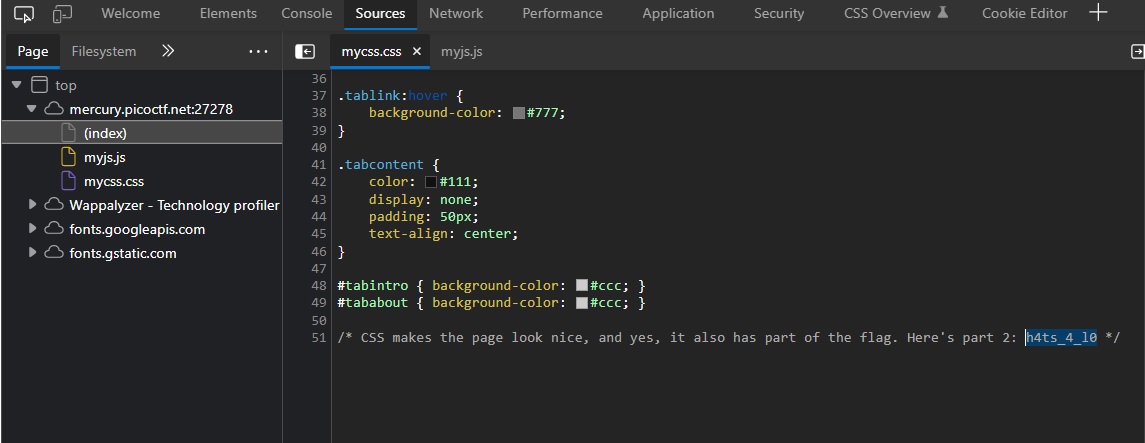 Welcome Elements Console Sources Network Performance Application Security CSS Overview Cookie Editor
Page Filesystem
mycss.css myjs.js
top
mercury.picoctf.net:27278
(index)
myjs.js
mycss.css
Wappalyzer - Technology profiler
fonts.googleapis.com
fonts.gstatic.com
36
37 .tablink:hover {
38     background-color: #777;
39 }
40
41 .tabcontent {
42     color: #111;
43     display: none;
44     padding: 50px;
45     text-align: center;
46 }
47
48 #tabintro { background-color: #ccc; }
49 #tababout { background-color: #ccc; }
50
51 /* CSS makes the page look nice, and yes, it also has part of the flag. Here's part 2: h4ts_4_l0 */